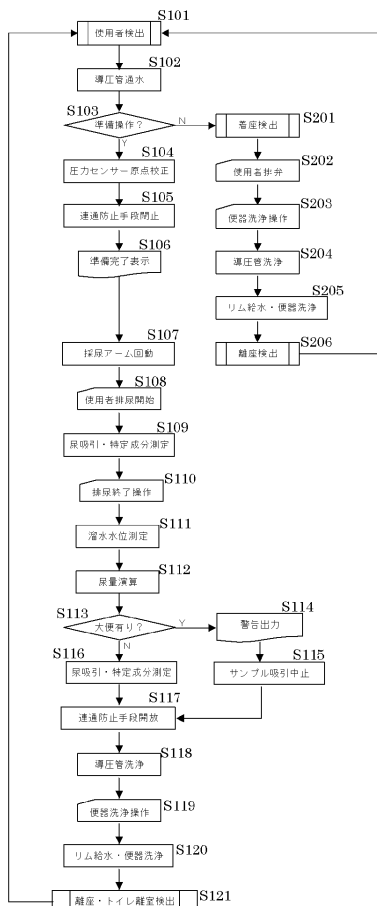 S101
使用者検出
S102
導圧管通水
S103
準備操作？
N
Y
S201
着座検出
S104
圧力センサー原点校正
S202
使用者排弁
S105
連通防止手段閉止
S203
便器洗浄操作
S106
準備完了表示
S204
導圧管洗浄
S205
リム給水・便器洗浄
S107
採尿アーム回動
S206
離座検出
S108
使用者排尿開始
S109
尿吸引・特定成分測定
S110
排尿終了操作
S111
溜水水位測定
S112
尿量演算
S113
大便有り？
Y
N
S114
警告出力
S116
尿吸引・特定成分測定
S115
サンプル吸引中止
S117
連通防止手段開放
S118
導圧管洗浄
S119
便器洗浄操作
S120
リム給水・便器洗浄
S121
離座・トイレ離室検出